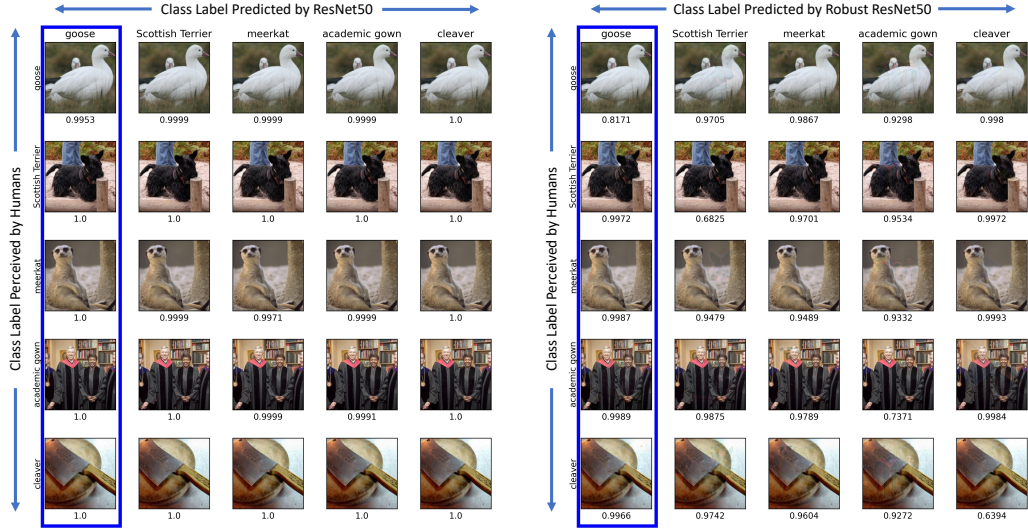 Class Label Predicted by ResNet50
goose Scottish Terrier meerkat academic gown cleaver
Class Label Perceived by Humans
goose
0.9953 0.9999 0.9999 0.9999 1.0
Scottish Terrier
1.0 1.0 1.0 1.0 1.0
meerkat
1.0 0.9999 0.9971 0.9999 1.0
academic gown
1.0 1.0 0.9999 0.9991 1.0
cleaver
1.0 1.0 1.0 1.0 1.0
Class Label Predicted by Robust ResNet50
goose Scottish Terrier meerkat academic gown cleaver
Class Label Perceived by Humans
goose
0.8171 0.9705 0.9867 0.9298 0.998
Scottish Terrier
0.9972 0.6825 0.9701 0.9534 0.9972
meerkat
0.9987 0.9479 0.9489 0.9332 0.9993
academic gown
0.9989 0.9875 0.9789 0.7371 0.9984
cleaver
0.9966 0.9742 0.9604 0.9272 0.6394